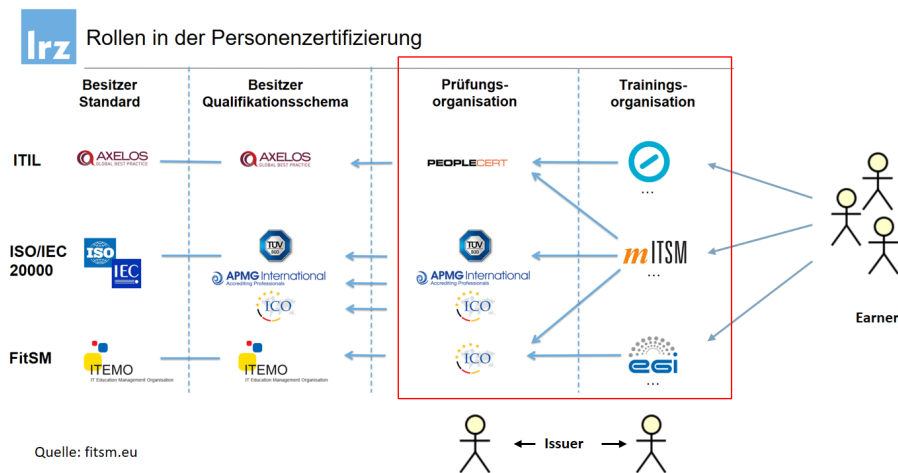 lrz
Rollen in der Personenzertifizierung
Besitzer
Standard
Besitzer
Qualifikationsschema
Prüfungs-
organisation
Trainings-
organisation
ITIL
AXELOS
GLOBAL BEST PRACTICE
AXELOS
GLOBAL BEST PRACTICE
PEOPLECERT
...
ISO/IEC
20000
ISO
IEC
TÜV
SÜD
APMG International
Accrediting Professionals
ICO
TÜV
SÜD
APMG International
Accrediting Professionals
ICO
mITSM
...
Earner
FitSM
ITEMO
IT Education Management Organisation
ITEMO
IT Education Management Organisation
ICO
egi
...
Issuer
Quelle: fitsm.eu